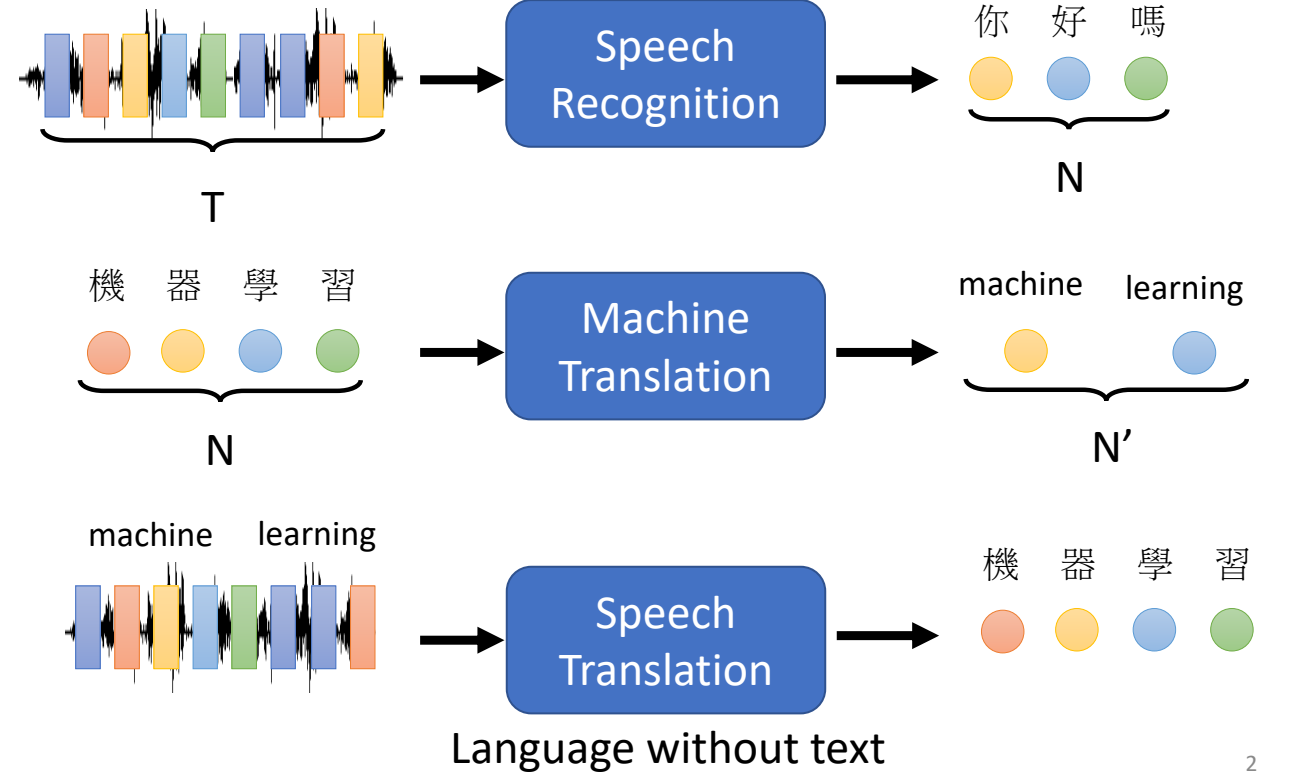 你 好 嗎
Speech
Recognition
T
N
機 器 學 習
machine learning
Machine
Translation
N
N’
machine learning
機 器 學 習
Speech
Translation
Language without text
2